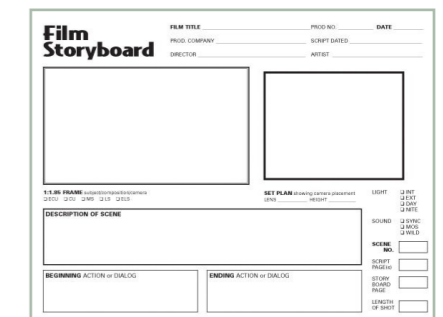 Film
Storyboard
FILM TITLE PROD NO. DATE
PROD. COMPANY SCRIPT DATED
DIRECTOR ARTIST
1:1.85 FRAME subject/composition/camera
❑ECU ❑CU ❑MS ❑LS ❑ELS
SET PLAN showing camera placement
LENS HEIGHT
LIGHT ❑ INT
❑ EXT
❑ DAY
❑ NITE
DESCRIPTION OF SCENE
SOUND ❑ SYNC
❑ MOS
❑ WILD
SCENE
NO.
SCRIPT
PAGE(s)
BEGINNING ACTION or DIALOG
ENDING ACTION or DIALOG
STORY
BOARD
PAGE
LENGTH
OF SHOT